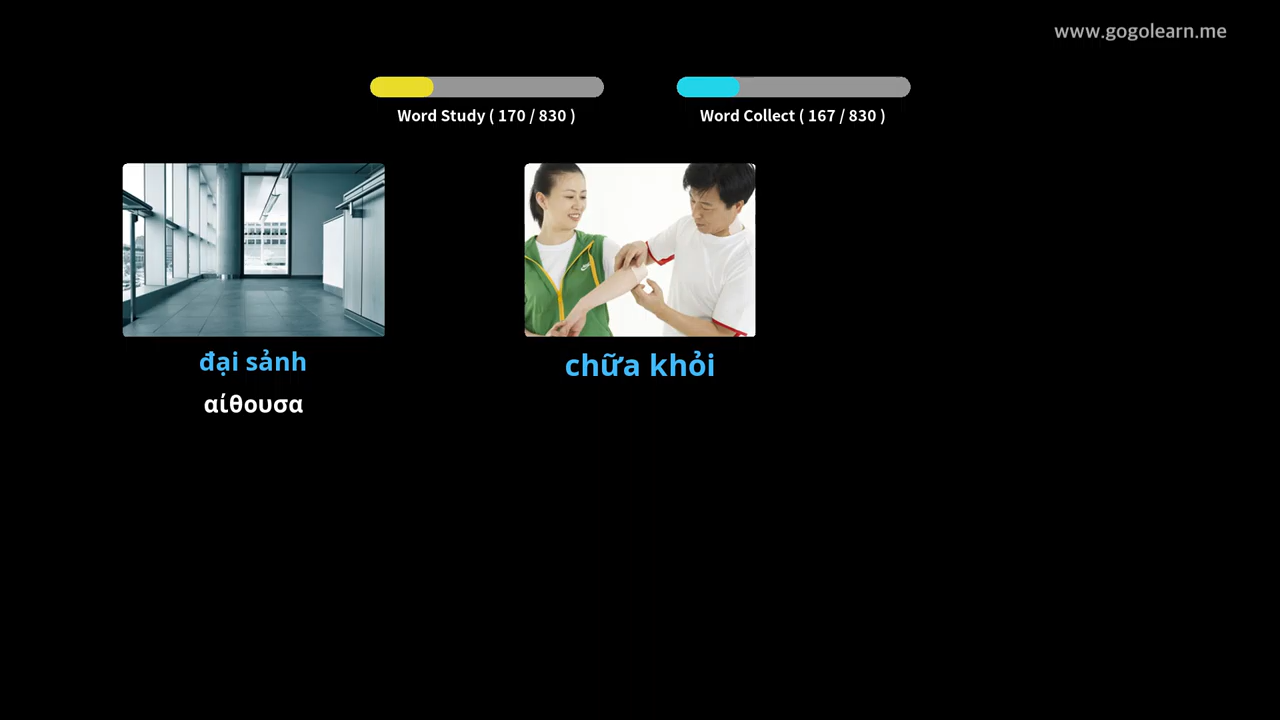 www.gogolearn.me
Word Study ( 170 / 830 )
Word Collect ( 167 / 830 )
đại sảnh
αίθουσα
chữa khỏi